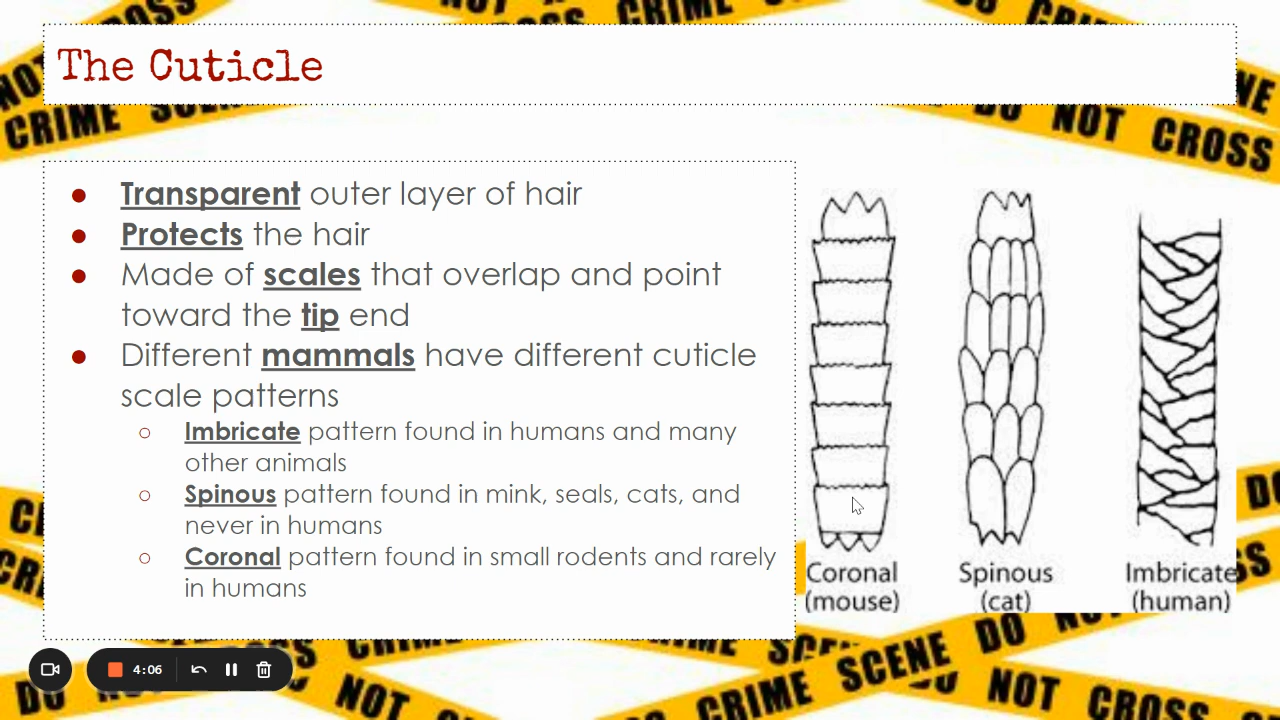 The Cuticle
Transparent outer layer of hair
Protects the hair
Made of scales that overlap and point
toward the tip end
Different mammals have different cuticle
scale patterns
Imbricate pattern found in humans and many
other animals
Spinous pattern found in mink, seals, cats, and
never in humans
Coronal pattern found in small rodents and rarely
in humans
Coronal
(mouse)
Spinous
(cat)
Imbricate
(human)
4:06
CRIME
DO NOT CROSS
CRIME SCENE DO NOT
NOT CROSS